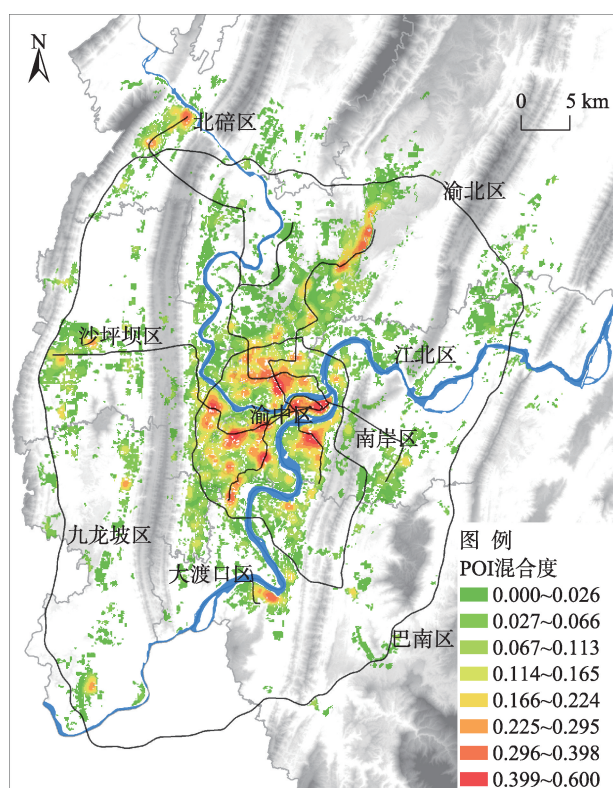 N
北碚区
0 5 km
渝北区
沙坪坝区
江北区
渝中区
南岸区
九龙坡区
大渡口区
巴南区
图 例
POI混合度
0.000~0.026
0.027~0.066
0.067~0.113
0.114~0.165
0.166~0.224
0.225~0.295
0.296~0.398
0.399~0.600